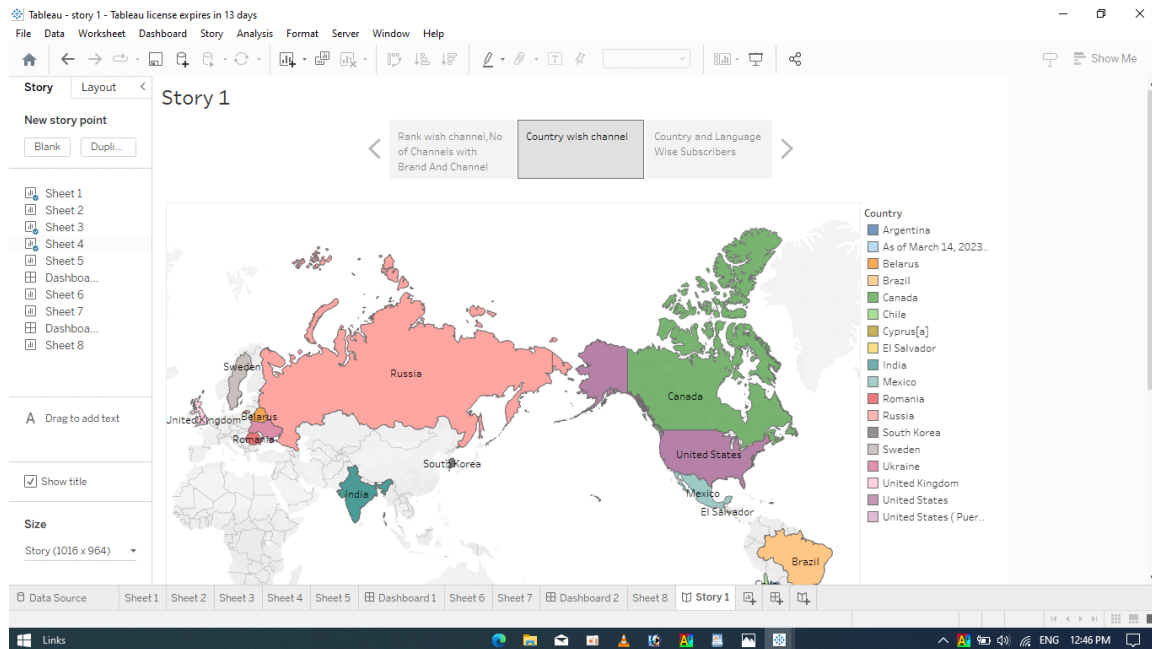 Tableau - story 1 - Tableau license expires in 13 days
File Data Worksheet Dashboard Story Analysis Format Server Window Help
Show Me
Story Layout
New story point
Blank Dupli...
Sheet 1
Sheet 2
Sheet 3
Sheet 4
Sheet 5
Dashboa...
Sheet 6
Sheet 7
Dashboa...
Sheet 8
A Drag to add text
Show title
Size
Story (1016 x 964)
Story 1
Rank wish channel,No
of Channels with
Brand And Channel
Country wish channel
Country and Language
Wise Subscribers
Sweden
Russia
United Kingdom
Belarus
Romania
South Korea
India
Canada
United States
Mexico
El Salvador
Brazil
Country
Argentina
As of March 14, 2023..
Belarus
Brazil
Canada
Chile
Cyprus[a]
El Salvador
India
Mexico
Romania
Russia
South Korea
Sweden
Ukraine
United Kingdom
United States
United States ( Puer..
Data Source Sheet 1 Sheet 2 Sheet 3 Sheet 4 Sheet 5 Dashboard 1 Sheet 6 Sheet 7 Dashboard 2 Sheet 8 Story 1
Links
ENG 12:46 PM